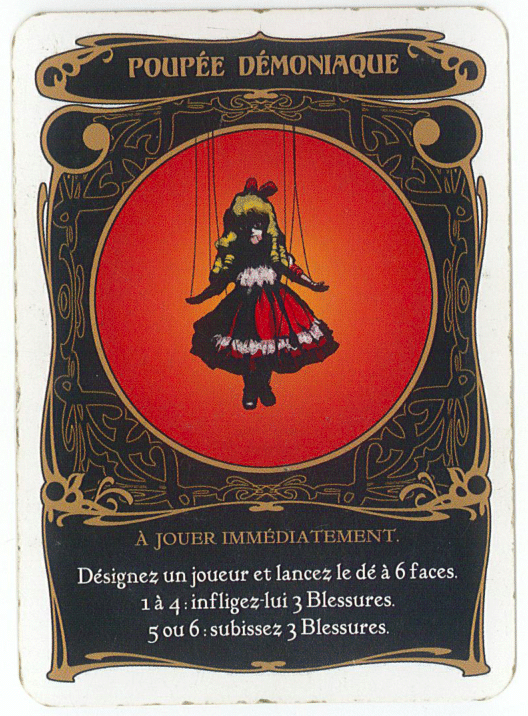 POUPÉE DÉMONIAQUE
À JOUER IMMÉDIATEMENT.
Désignez un joueur et lancez le dé à 6 faces.
1 à 4 : infligez-lui 3 Blessures.
5 ou 6 : subissez 3 Blessures.